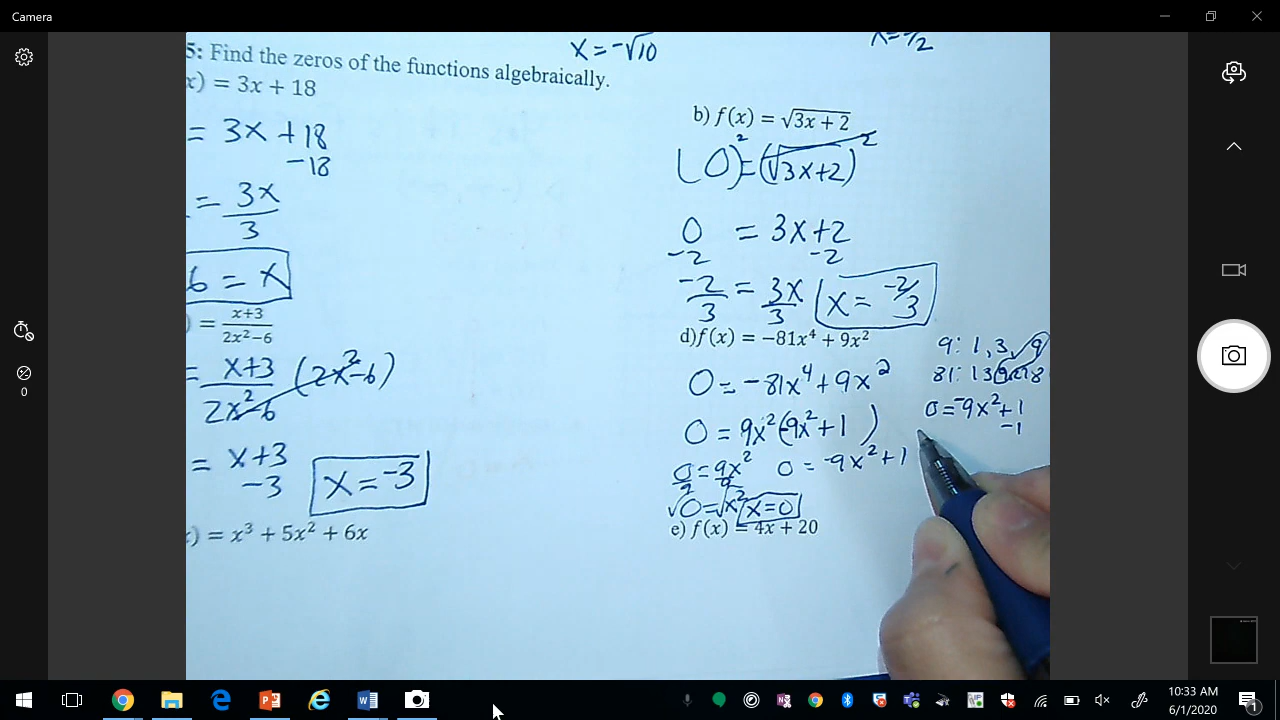 Camera
x = -√10
5: Find the zeros of the functions algebraically.
x) = 3x + 18
= 3x + 18
-18
= 3x
3
6 = x
) = x+3
2x² - 6
= x+3 (2x²-6)
2x²-6
= x+3
-3
x = -3
x) = x³ + 5x² + 6x
b) f(x) = √3x + 2
(0)² = (√3x+2)²
0 = 3x+2
-2 -2
-2 = 3x
3 3
x = -2/3
d)f(x) = −81x⁴ + 9x²
0 = -81x⁴ + 9x²
0 = 9x²(-9x²+1)
0 = 9x² 0 = -9x²+1
9 9
√0 = √x² x=0
e) f(x) = 4x + 20
9: 1, 3, 9
0 = -9x²+1
-1
0
10:33 AM
6/1/2020
1